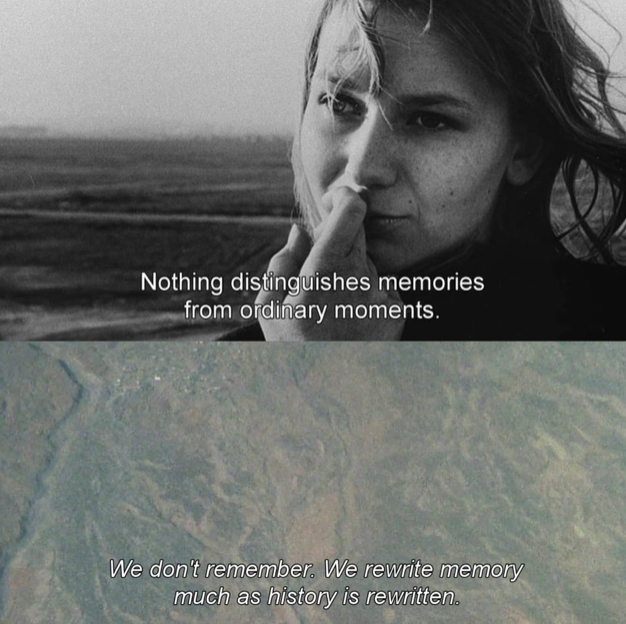 Nothing distinguishes memories
from ordinary moments.
We don't remember. We rewrite memory
much as history is rewritten.